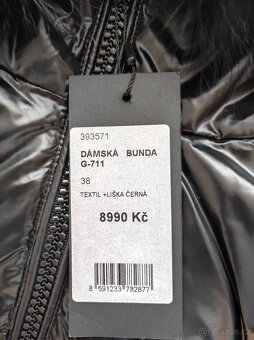 393571
DÁMSKÁ BUNDA
G-711
38
TEXTIL +LIŠKA ČERNÁ
8990 Kč
8 591233 782877